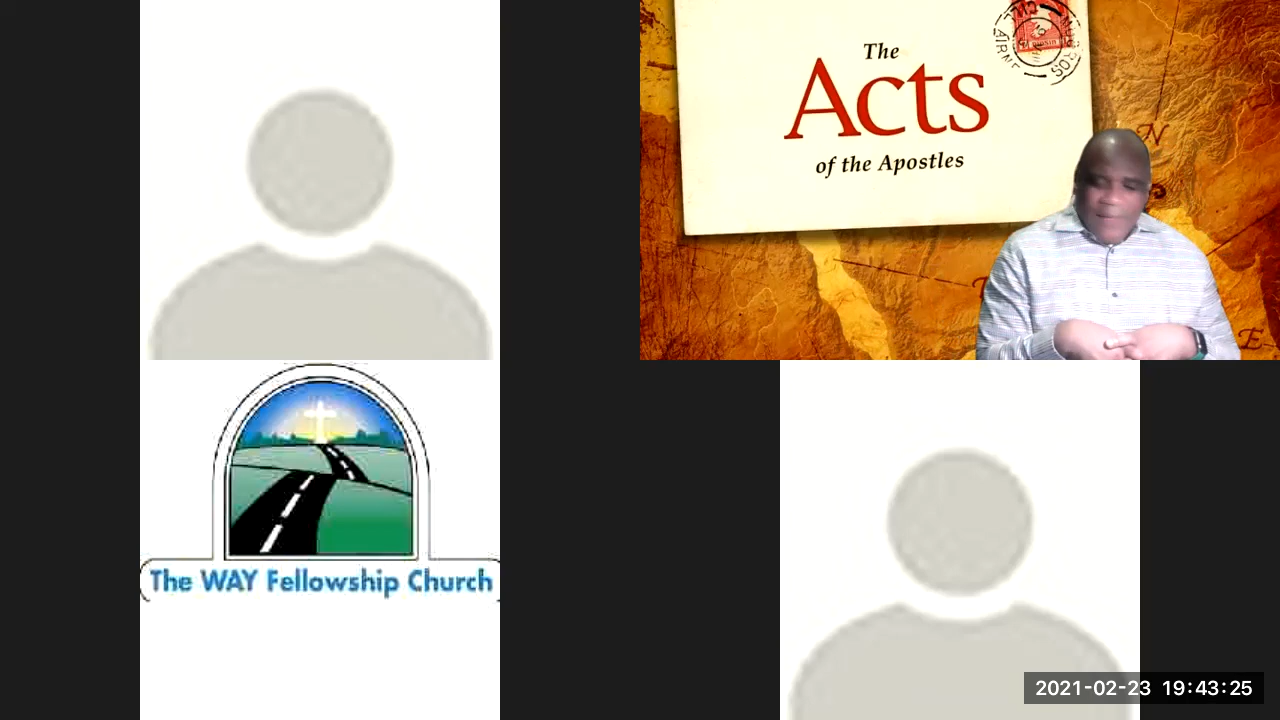 The
Acts
of the Apostles
N
E
The WAY Fellowship Church
2021-02-23 19:43:25